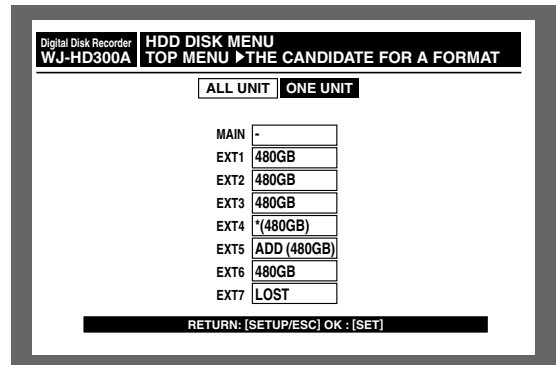 Digital Disk Recorder HDD DISK MENU
WJ-HD300A TOP MENU ▶THE CANDIDATE FOR A FORMAT
ALL UNIT ONE UNIT
MAIN -
EXT1 480GB
EXT2 480GB
EXT3 480GB
EXT4 *(480GB)
EXT5 ADD (480GB)
EXT6 480GB
EXT7 LOST
RETURN: [SETUP/ESC] OK : [SET]